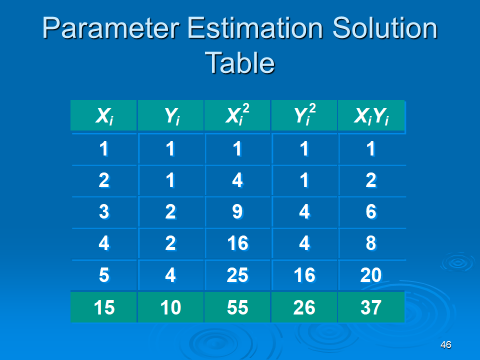 Parameter Estimation Solution
Table
Xi Yi Xi2 Yi2 XiYi
1 1 1 1 1
2 1 4 1 2
3 2 9 4 6
4 2 16 4 8
5 4 25 16 20
15 10 55 26 37
46